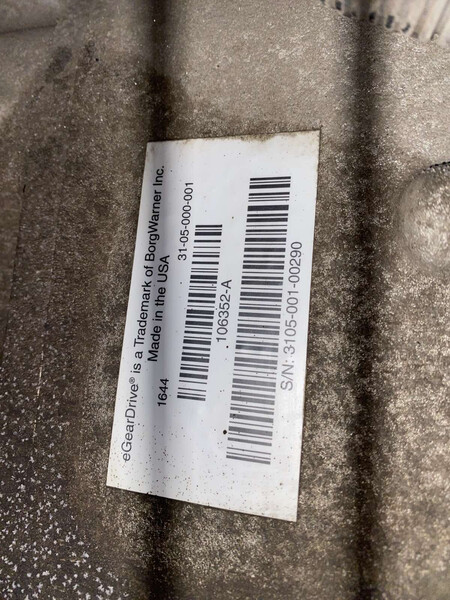 eGearDrive® is a Trademark of BorgWarner Inc.
Made in the USA
1644
31-05-000-001
106352-A
S/N: 3105-001-00290